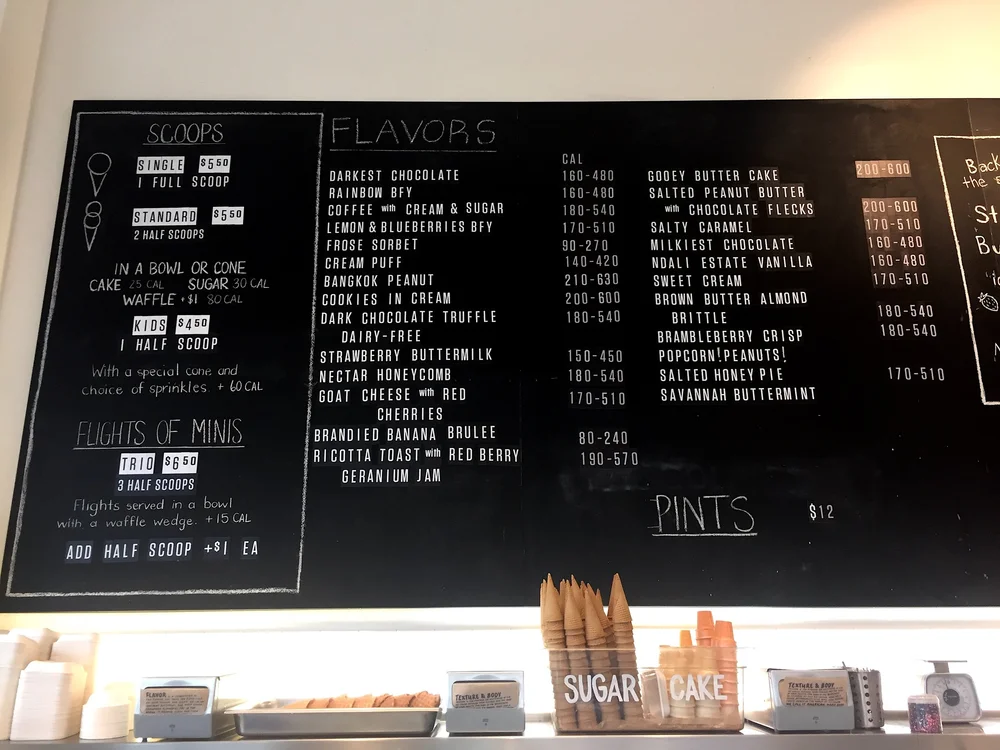 SCOOPS
SINGLE $5.50
1 FULL SCOOP
STANDARD $5.50
2 HALF SCOOPS
IN A BOWL OR CONE
CAKE 25 CAL SUGAR 30 CAL
WAFFLE +$1 80 CAL
KIDS $4.50
1 HALF SCOOP
With a special cone and
choice of sprinkles. + 60 CAL
FLIGHTS OF MINIS
TRIO $6.50
3 HALF SCOOPS
Flights served in a bowl
with a waffle wedge. +15 CAL
ADD HALF SCOOP +$1 EA
FLAVORS
CAL
DARKEST CHOCOLATE 160-480
RAINBOW BFY 160-480
COFFEE with CREAM & SUGAR 180-540
LEMON & BLUEBERRIES BFY 170-510
FROSE SORBET 90-270
CREAM PUFF 140-420
BANGKOK PEANUT 210-630
COOKIES IN CREAM 200-600
DARK CHOCOLATE TRUFFLE 180-540
DAIRY-FREE
STRAWBERRY BUTTERMILK 150-450
NECTAR HONEYCOMB 180-540
GOAT CHEESE with RED 170-510
CHERRIES
BRANDIED BANANA BRULEE 80-240
RICOTTA TOAST with RED BERRY 190-570
GERANIUM JAM
GOOEY BUTTER CAKE 200-600
SALTED PEANUT BUTTER
with CHOCOLATE FLECKS 200-600
SALTY CARAMEL 170-510
MILKIEST CHOCOLATE 160-480
NDALI ESTATE VANILLA 160-480
SWEET CREAM 170-510
BROWN BUTTER ALMOND
BRITTLE 180-540
BRAMBLEBERRY CRISP 180-540
POPCORN!PEANUTS!
SALTED HONEY PIE 170-510
SAVANNAH BUTTERMINT
PINTS $12
Back
the
St
Bu
FLAVOR
TEXTURE & BODY
SUGAR
CAKE
TEXTURE & BODY